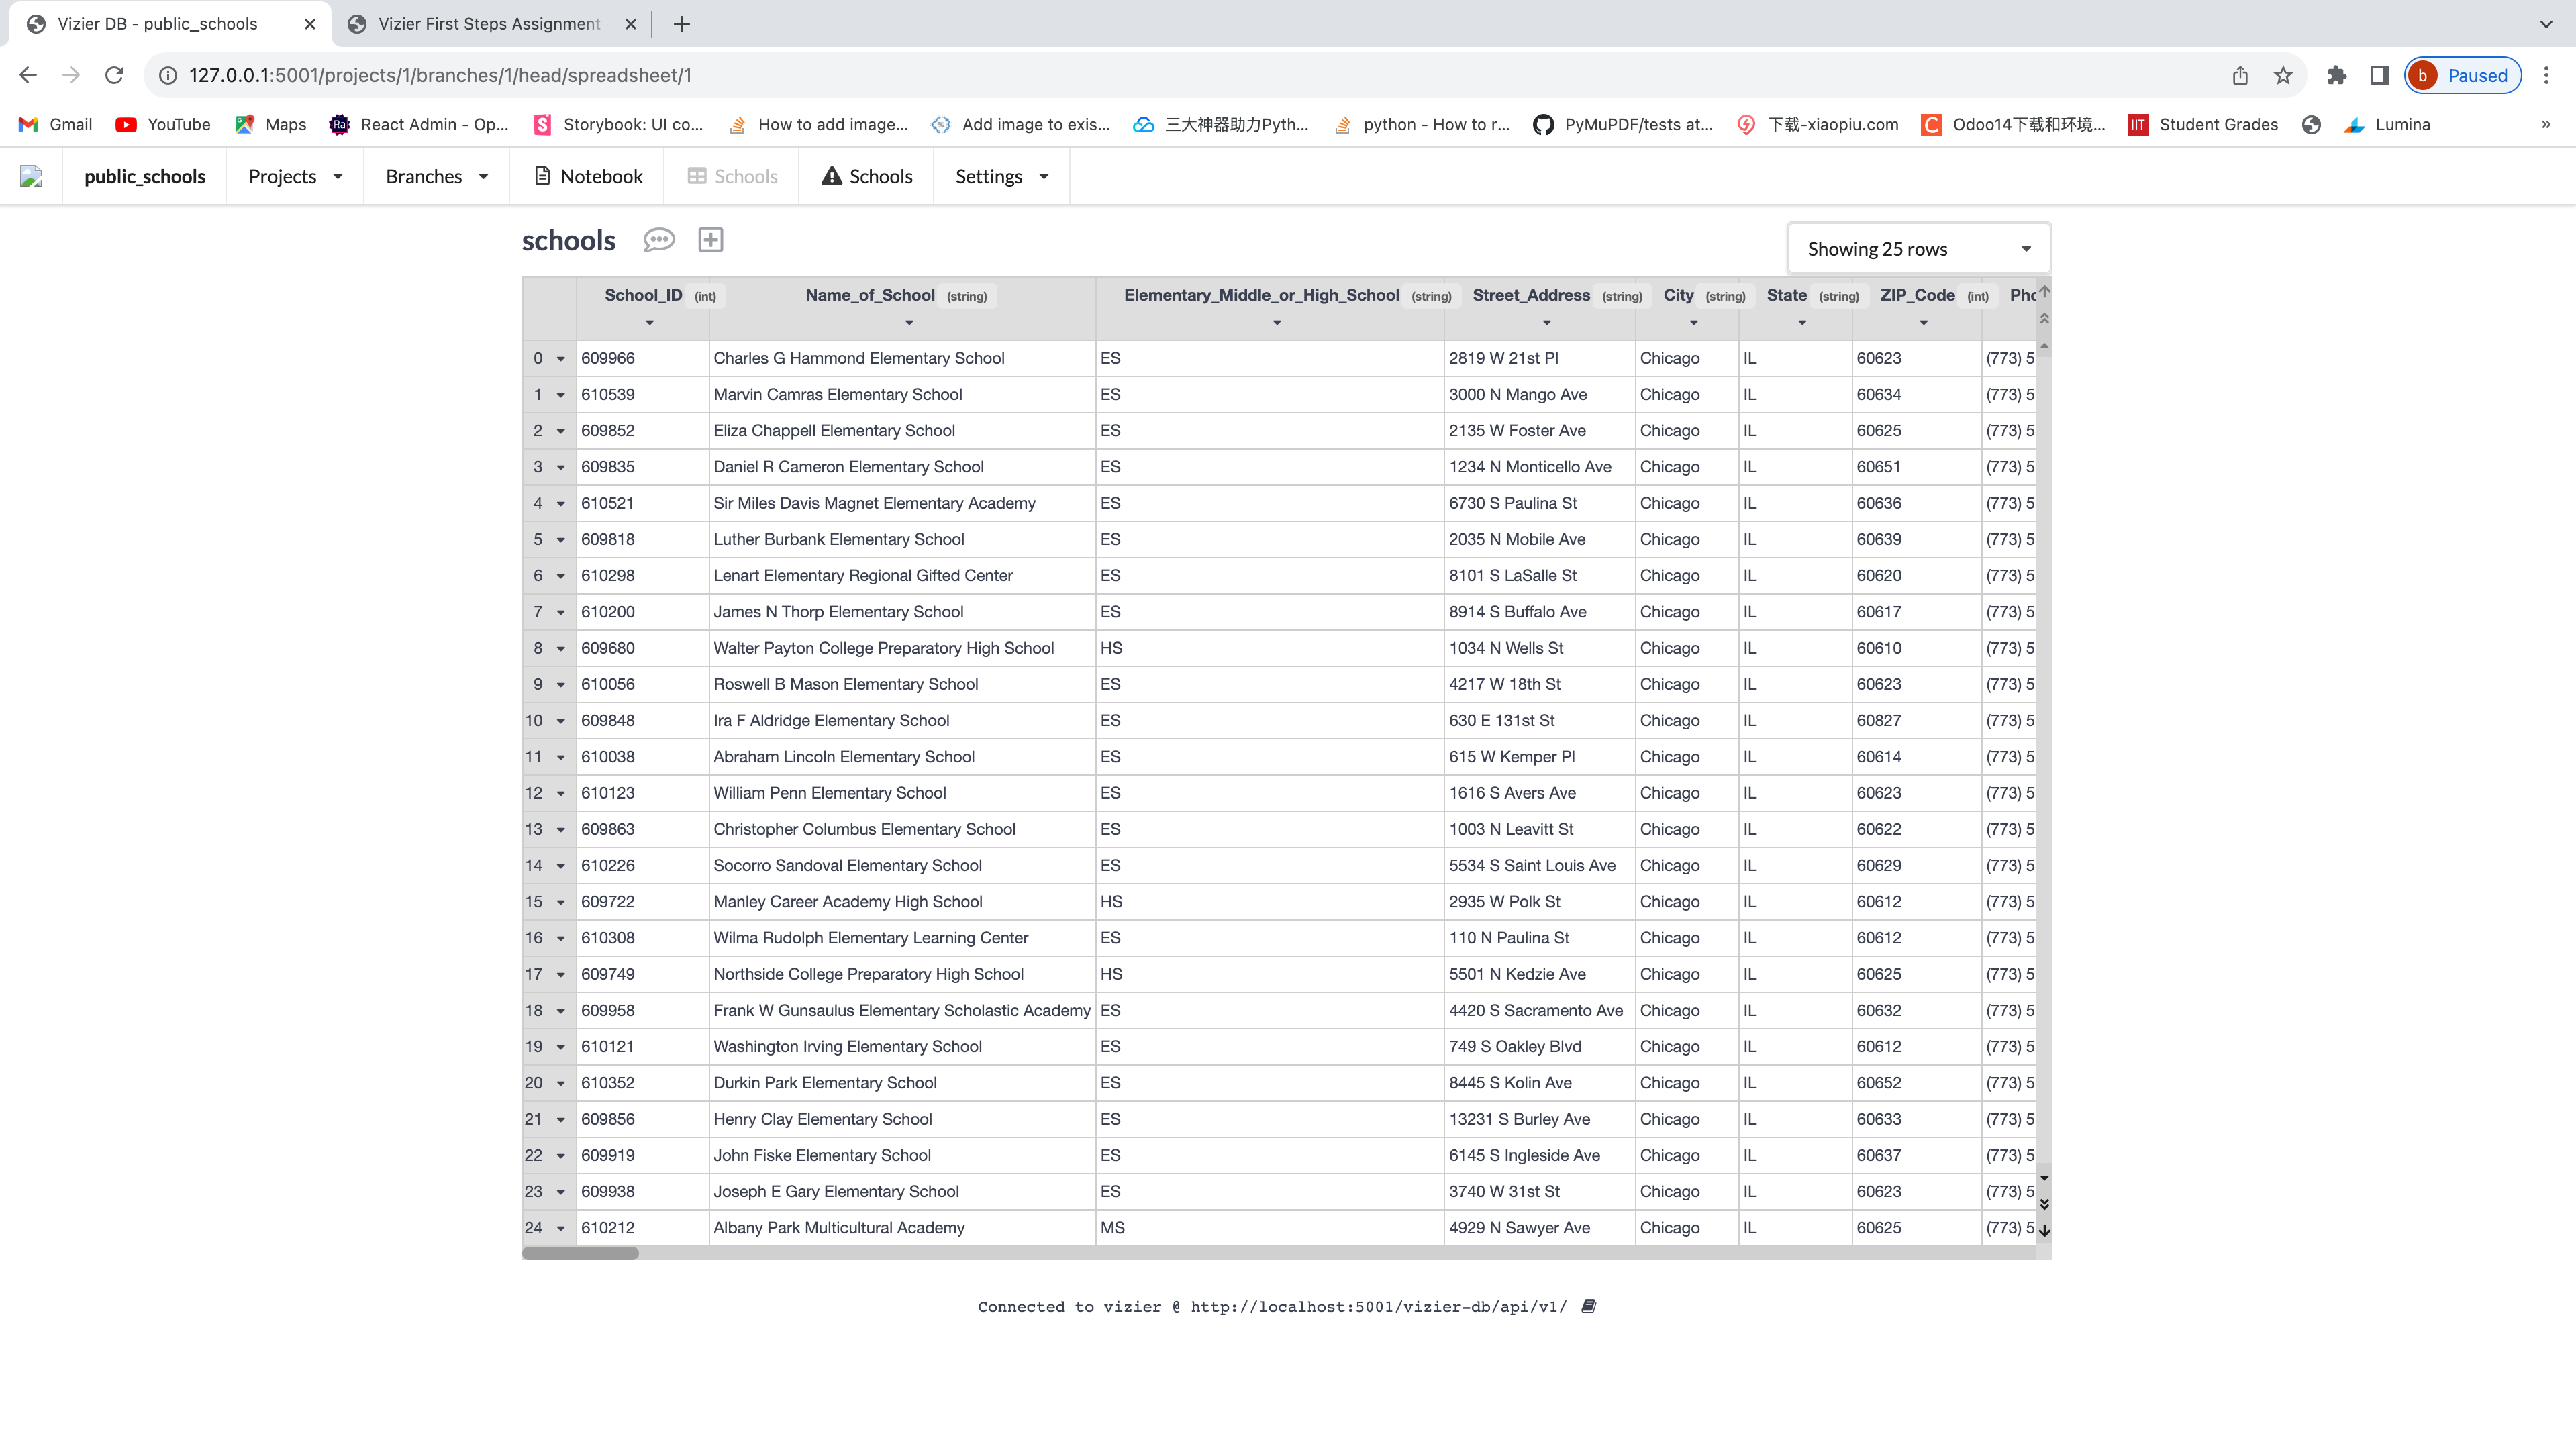 Vizier DB - public_schools
Vizier First Steps Assignment
127.0.0.1:5001/projects/1/branches/1/head/spreadsheet/1
b Paused
Gmail YouTube Maps React Admin - Op... Storybook: UI co... How to add image... Add image to exis... 三大神器助力Pyth... python - How to r... PyMuPDF/tests at... 下载-xiaopiu.com Odoo14下载和环境... Student Grades Lumina »
public_schools Projects Branches Notebook Schools Schools Settings
schools
Showing 25 rows
School_ID (int) Name_of_School (string) Elementary_Middle_or_High_School (string) Street_Address (string) City (string) State (string) ZIP_Code (int) Pho
0 609966 Charles G Hammond Elementary School ES 2819 W 21st Pl Chicago IL 60623 (773) 5
1 610539 Marvin Camras Elementary School ES 3000 N Mango Ave Chicago IL 60634 (773) 5
2 609852 Eliza Chappell Elementary School ES 2135 W Foster Ave Chicago IL 60625 (773) 5
3 609835 Daniel R Cameron Elementary School ES 1234 N Monticello Ave Chicago IL 60651 (773) 5
4 610521 Sir Miles Davis Magnet Elementary Academy ES 6730 S Paulina St Chicago IL 60636 (773) 5
5 609818 Luther Burbank Elementary School ES 2035 N Mobile Ave Chicago IL 60639 (773) 5
6 610298 Lenart Elementary Regional Gifted Center ES 8101 S LaSalle St Chicago IL 60620 (773) 5
7 610200 James N Thorp Elementary School ES 8914 S Buffalo Ave Chicago IL 60617 (773) 5
8 609680 Walter Payton College Preparatory High School HS 1034 N Wells St Chicago IL 60610 (773) 5
9 610056 Roswell B Mason Elementary School ES 4217 W 18th St Chicago IL 60623 (773) 5
10 609848 Ira F Aldridge Elementary School ES 630 E 131st St Chicago IL 60827 (773) 5
11 610038 Abraham Lincoln Elementary School ES 615 W Kemper Pl Chicago IL 60614 (773) 5
12 610123 William Penn Elementary School ES 1616 S Avers Ave Chicago IL 60623 (773) 5
13 609863 Christopher Columbus Elementary School ES 1003 N Leavitt St Chicago IL 60622 (773) 5
14 610226 Socorro Sandoval Elementary School ES 5534 S Saint Louis Ave Chicago IL 60629 (773) 5
15 609722 Manley Career Academy High School HS 2935 W Polk St Chicago IL 60612 (773) 5
16 610308 Wilma Rudolph Elementary Learning Center ES 110 N Paulina St Chicago IL 60612 (773) 5
17 609749 Northside College Preparatory High School HS 5501 N Kedzie Ave Chicago IL 60625 (773) 5
18 609958 Frank W Gunsaulus Elementary Scholastic Academy ES 4420 S Sacramento Ave Chicago IL 60632 (773) 5
19 610121 Washington Irving Elementary School ES 749 S Oakley Blvd Chicago IL 60612 (773) 5
20 610352 Durkin Park Elementary School ES 8445 S Kolin Ave Chicago IL 60652 (773) 5
21 609856 Henry Clay Elementary School ES 13231 S Burley Ave Chicago IL 60633 (773) 5
22 609919 John Fiske Elementary School ES 6145 S Ingleside Ave Chicago IL 60637 (773) 5
23 609938 Joseph E Gary Elementary School ES 3740 W 31st St Chicago IL 60623 (773) 5
24 610212 Albany Park Multicultural Academy MS 4929 N Sawyer Ave Chicago IL 60625 (773) 5
Connected to vizier @ http://localhost:5001/vizier-db/api/v1/